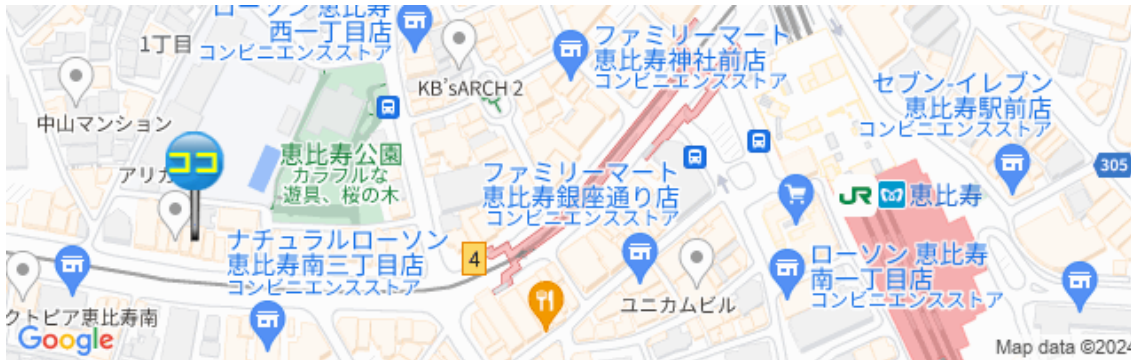 ローソン 恵比寿
西一丁目店
コンビニエンスストア
1丁目
KB'sARCH 2
ファミリーマート
恵比寿神社前店
コンビニエンスストア
セブン-イレブン
恵比寿駅前店
コンビニエンスストア
中山マンション
ココ
アリカ
恵比寿公園
カラフルな
遊具、桜の木
ファミリーマート
恵比寿銀座通り店
コンビニエンスストア
305
JR 恵比寿
ナチュラルローソン
恵比寿南三丁目店
コンビニエンスストア
4
ローソン 恵比寿
南一丁目店
コンビニエンスストア
ユニカムビル
クトピア恵比寿南
Google
Map data ©2024